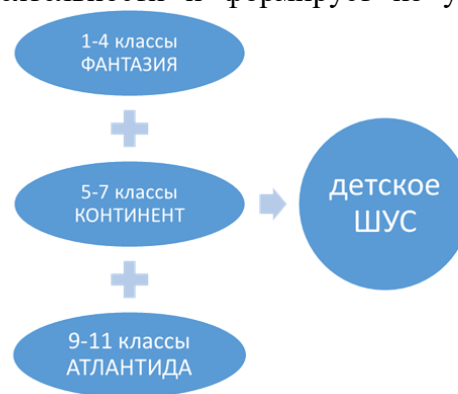 1-4 классы
ФАНТАЗИЯ
5-7 классы
КОНТИНЕНТ
детское
ШУС
9-11 классы
АТЛАНТИДА